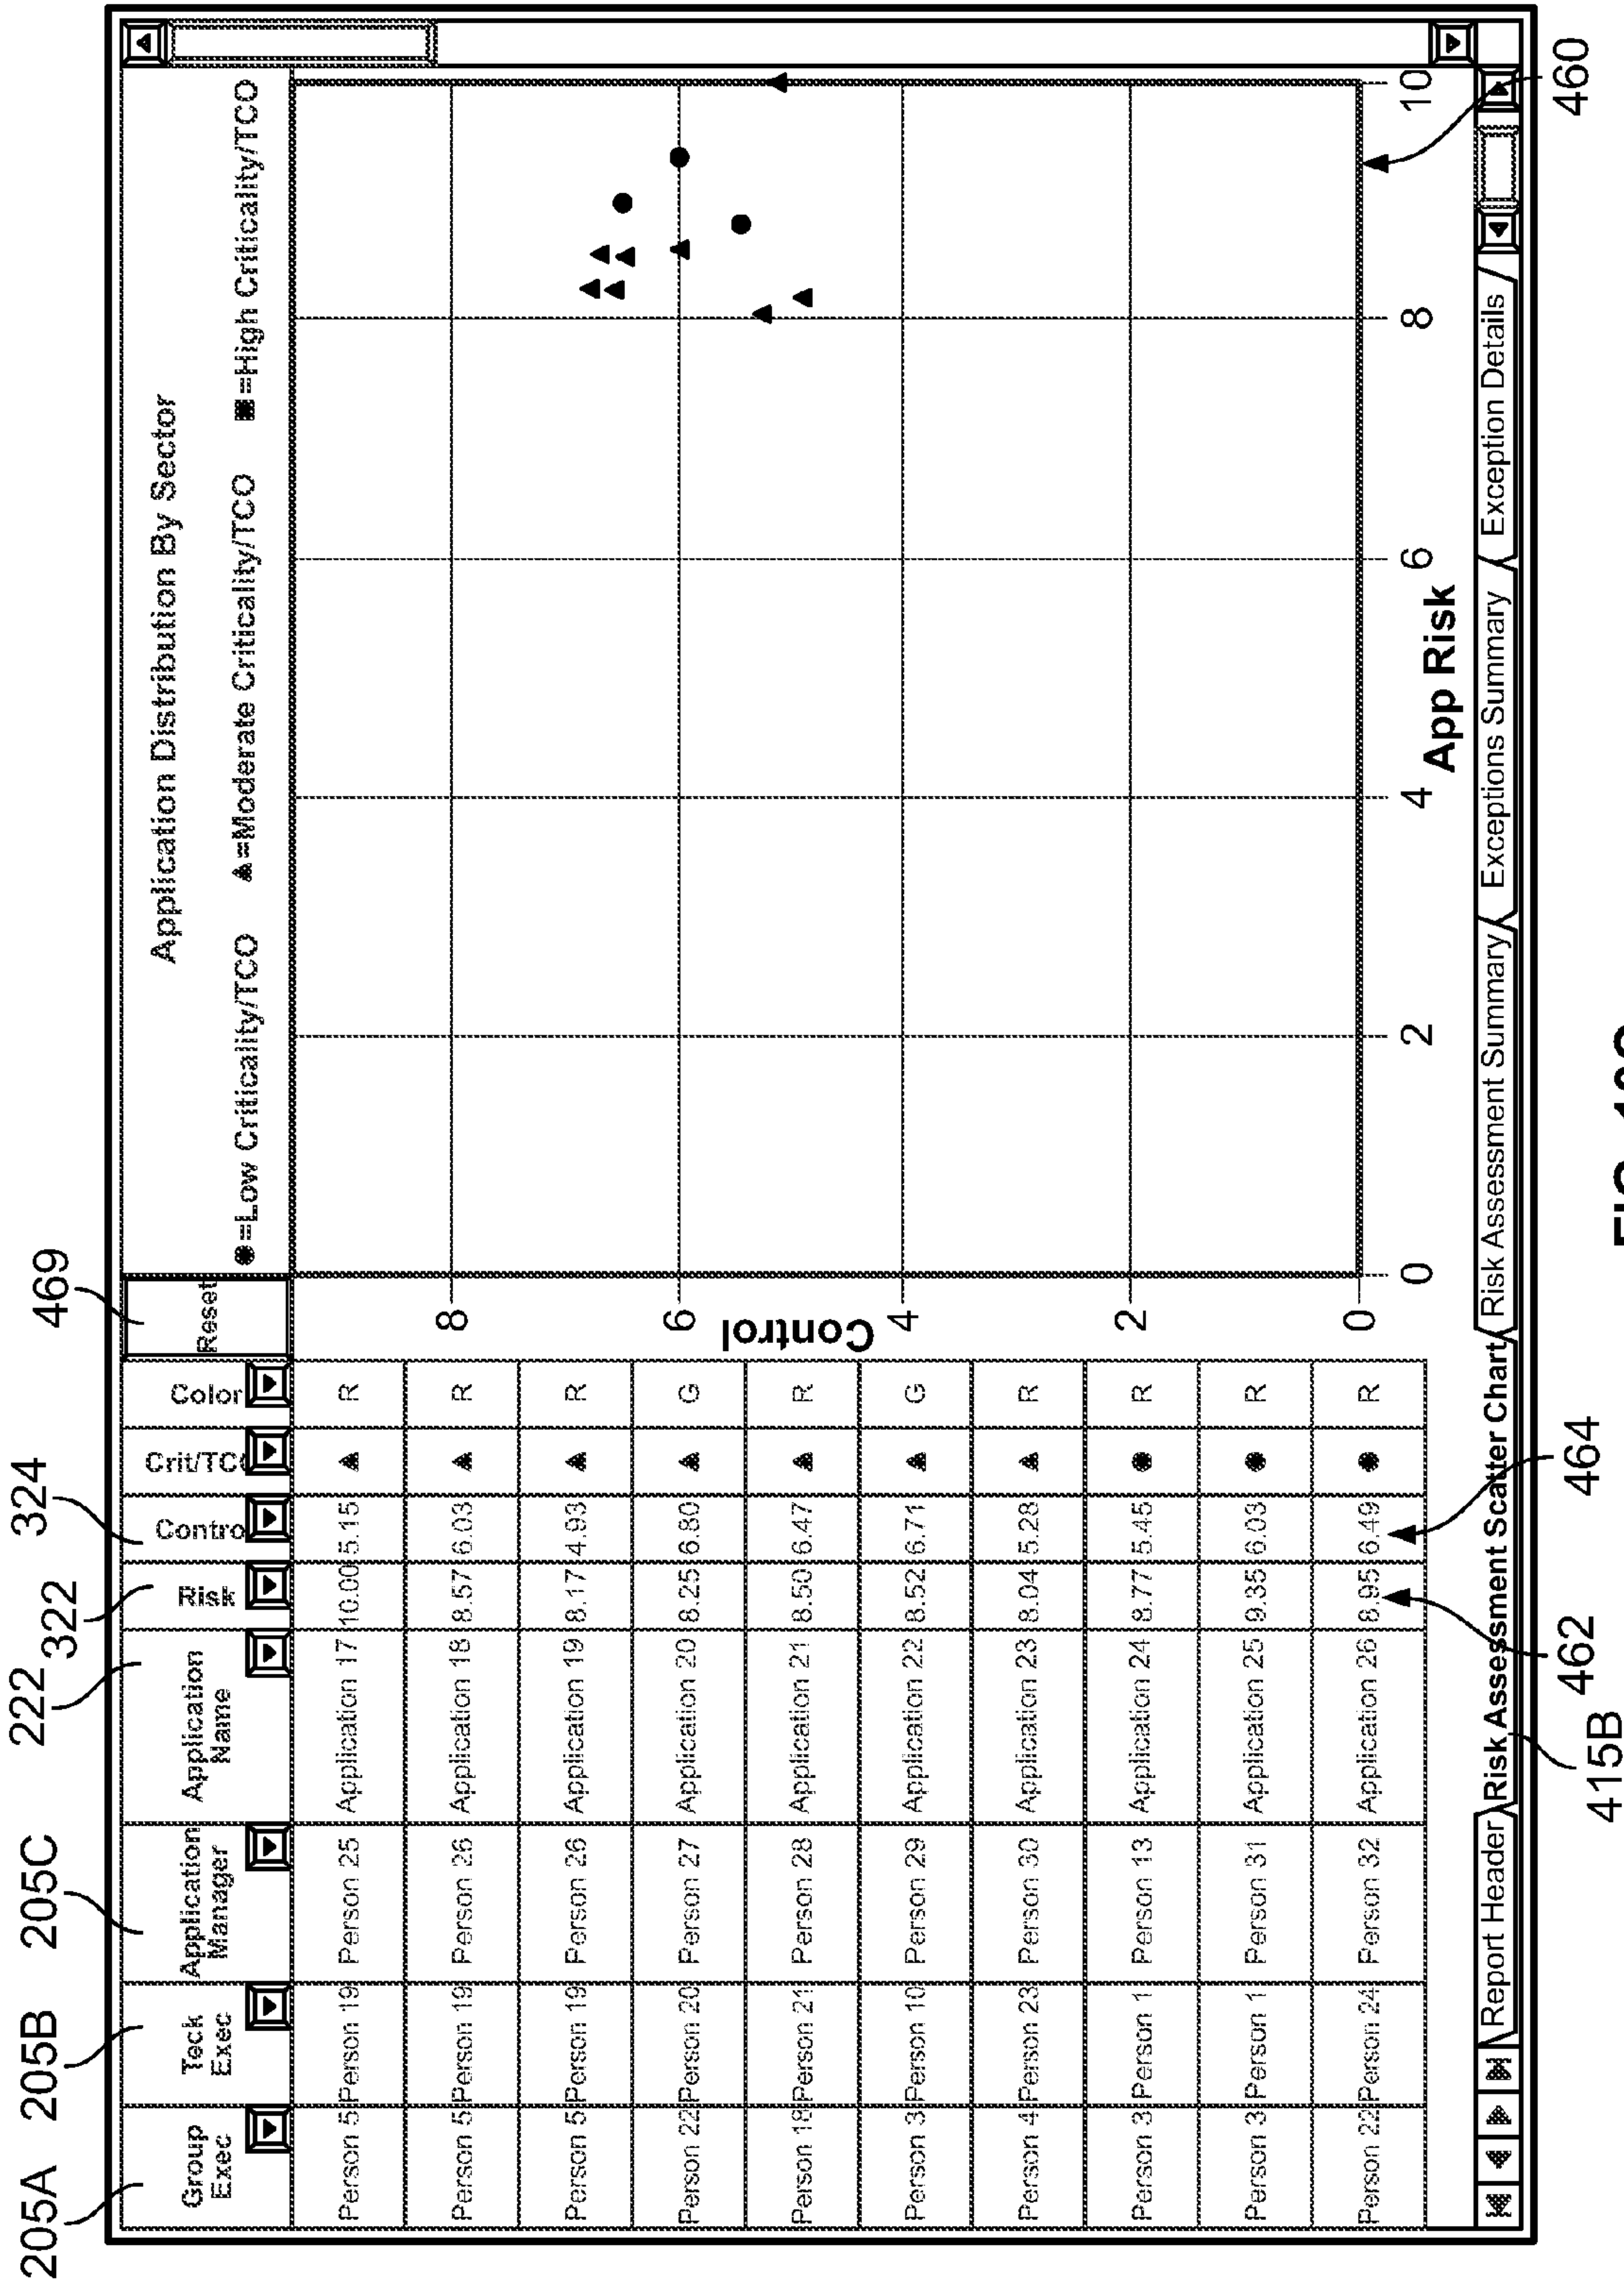 205A 205B 205C 222 322 324 469
Group Exec Teck Exec Application Manager Application Name Risk Contro Crit/TC Color Reset
Person 5 Person 19 Person 25 Application 17 10.00 5.15 ▲ R
Person 5 Person 19 Person 26 Application 18 8.57 6.03 ▲ R
Person 5 Person 19 Person 26 Application 19 8.17 4.93 ▲ R
Person 22 Person 20 Person 27 Application 20 8.25 6.80 ▲ G
Person 18 Person 21 Person 28 Application 21 8.50 6.47 ▲ R
Person 3 Person 10 Person 29 Application 22 8.52 6.71 ▲ G
Person 4 Person 23 Person 30 Application 23 8.04 5.28 ▲ R
Person 3 Person 1 Person 13 Application 24 8.77 5.45 ● R
Person 3 Person 1 Person 31 Application 25 9.35 6.03 ● R
Person 22 Person 24 Person 32 Application 26 8.95 6.49 ● R
Application Distribution By Sector
●=Low Criticality/TCO ▲=Moderate Criticality/TCO ■=High Criticality/TCO
8
6
Control
4
2
0
0 2 4 6 8 10
App Risk
Report Header Risk Assessment Scatter Chart Risk Assessment Summary Exceptions Summary Exception Details
415B 462 464 460